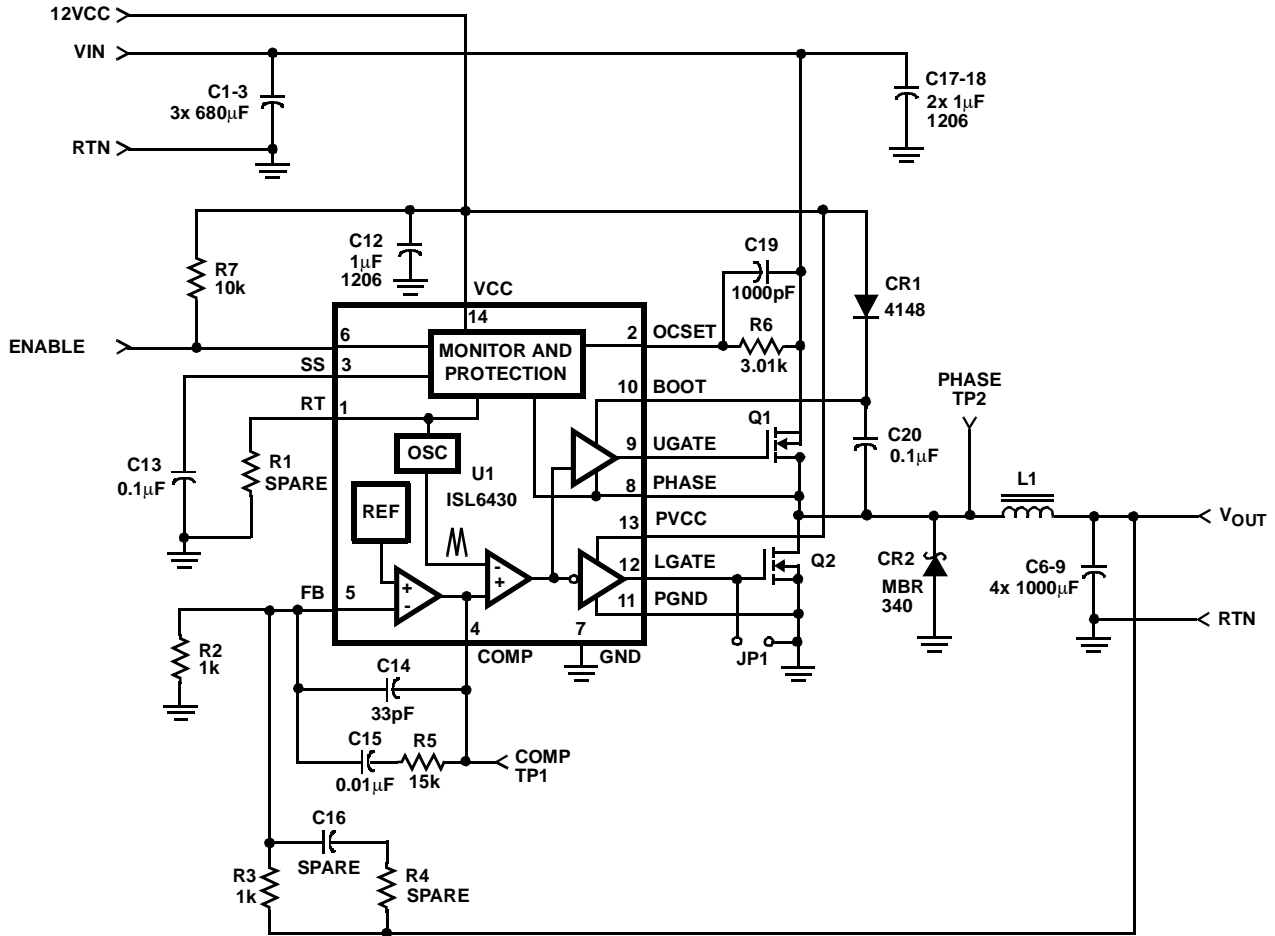 12VCC
VIN
C1-3
3x 680μF
RTN
C17-18
2x 1μF
1206
R7
10k
C12
1μF
1206
VCC
14
C19
1000pF
CR1
4148
ENABLE
6
MONITOR AND
PROTECTION
2
OCSET
R6
3.01k
SS
3
10
BOOT
PHASE
TP2
RT
1
Q1
C13
0.1μF
R1
SPARE
OSC
U1
ISL6430
9
UGATE
C20
0.1μF
L1
REF
8
PHASE
VOUT
13
PVCC
+
-
-
+
12
LGATE
Q2
CR2
MBR
340
C6-9
4x 1000μF
FB
5
11
PGND
RTN
4
COMP
7
GND
JP1
R2
1k
C14
33pF
C15
0.01μF
R5
15k
COMP
TP1
C16
SPARE
R3
1k
R4
SPARE